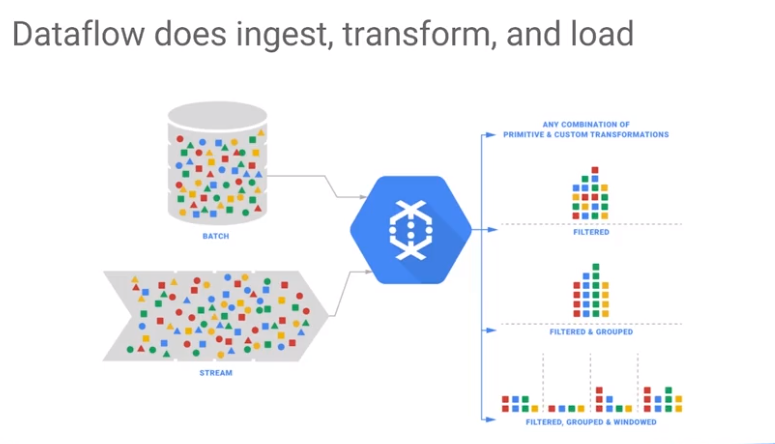 Dataflow does ingest, transform, and load
ANY COMBINATION OF
PRIMITIVE & CUSTOM TRANSFORMATIONS
BATCH
FILTERED
FILTERED & GROUPED
STREAM
FILTERED, GROUPED & WINDOWED